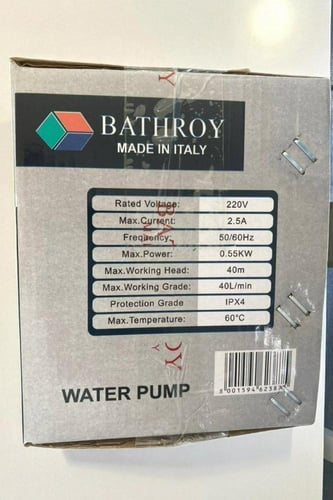 BATHROY
MADE IN ITALY
Rated Voltage: 220V
Max.Current: 2.5A
Frequency: 50/60Hz
Max.Power: 0.55KW
Max.Working Head: 40m
Max.Working Grade: 40L/min
Protection Grade IPX4
Max.Temperature: 60°C
WATER PUMP